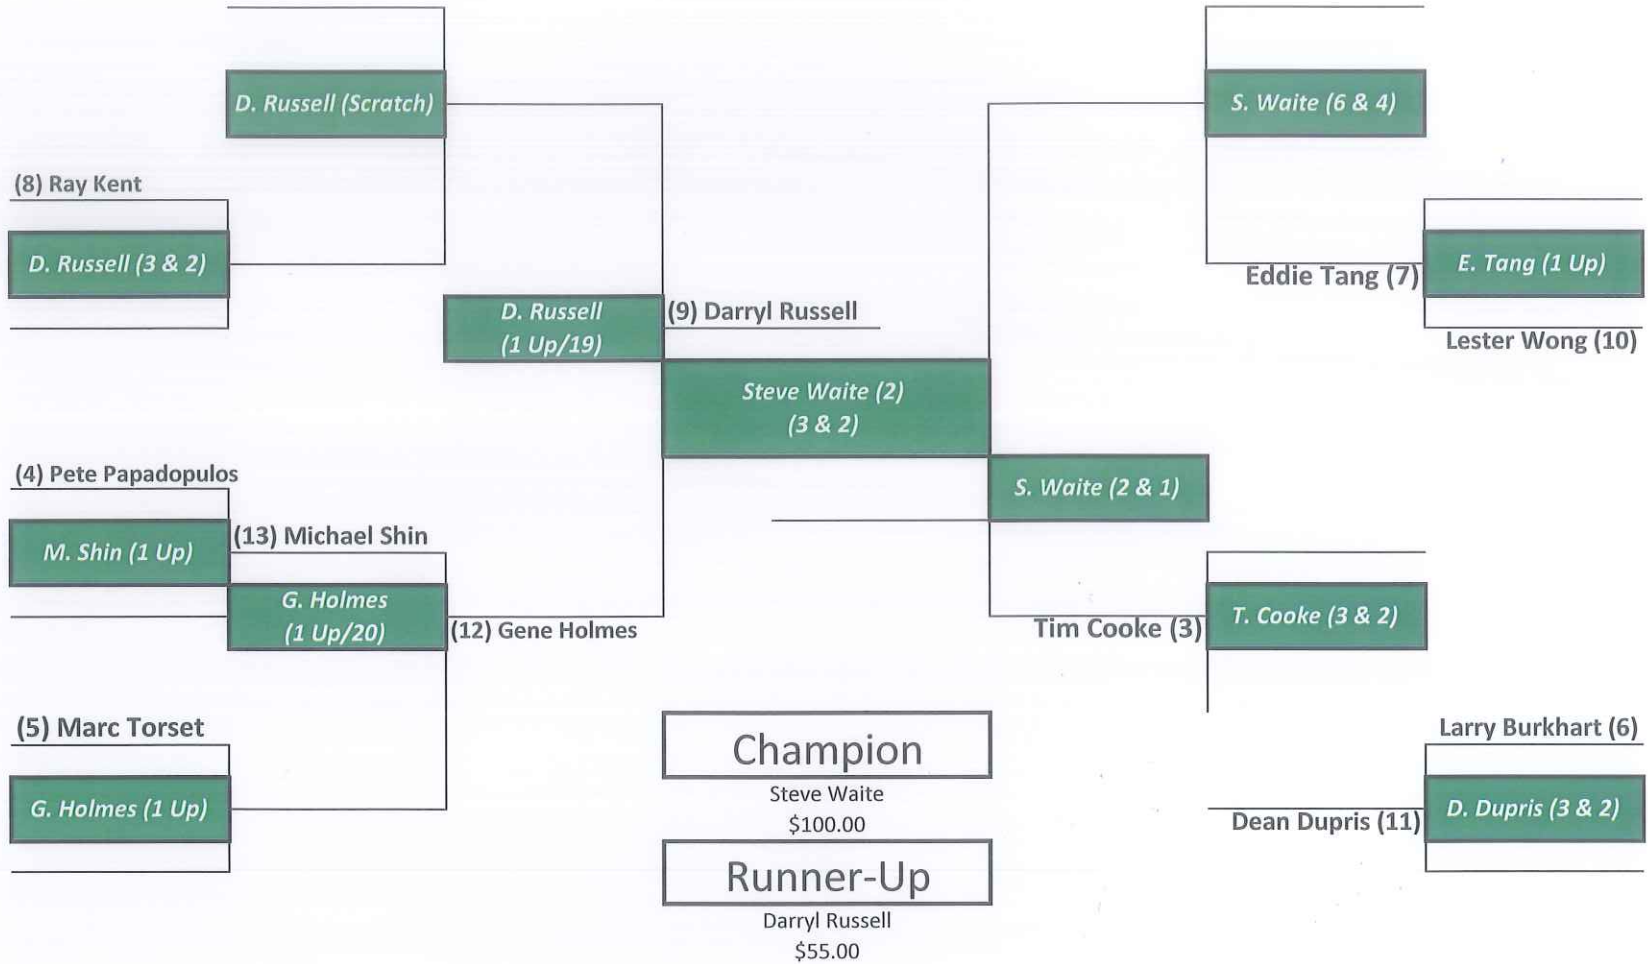 D. Russell (Scratch)
S. Waite (6 & 4)
(8) Ray Kent
D. Russell (3 & 2)
Eddie Tang (7)
E. Tang (1 Up)
D. Russell
(1 Up/19)
(9) Darryl Russell
Lester Wong (10)
Steve Waite (2)
(3 & 2)
(4) Pete Papadopulos
S. Waite (2 & 1)
M. Shin (1 Up)
(13) Michael Shin
G. Holmes
(1 Up/20)
(12) Gene Holmes
Tim Cooke (3)
T. Cooke (3 & 2)
(5) Marc Torset
G. Holmes (1 Up)
Larry Burkhart (6)
Dean Dupris (11)
D. Dupris (3 & 2)
Champion
Steve Waite
$100.00
Runner-Up
Darryl Russell
$55.00